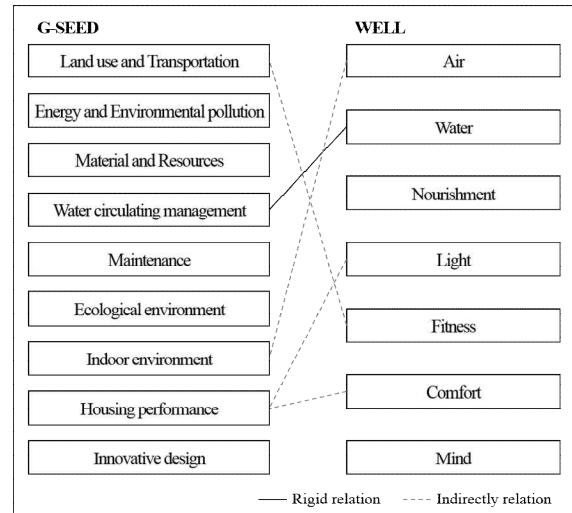 G-SEED
Land use and Transportation
Energy and Environmental pollution
Material and Resources
Water circulating management
Maintenance
Ecological environment
Indoor environment
Housing performance
Innovative design
WELL
Air
Water
Nourishment
Light
Fitness
Comfort
Mind
Rigid relation
Indirectly relation